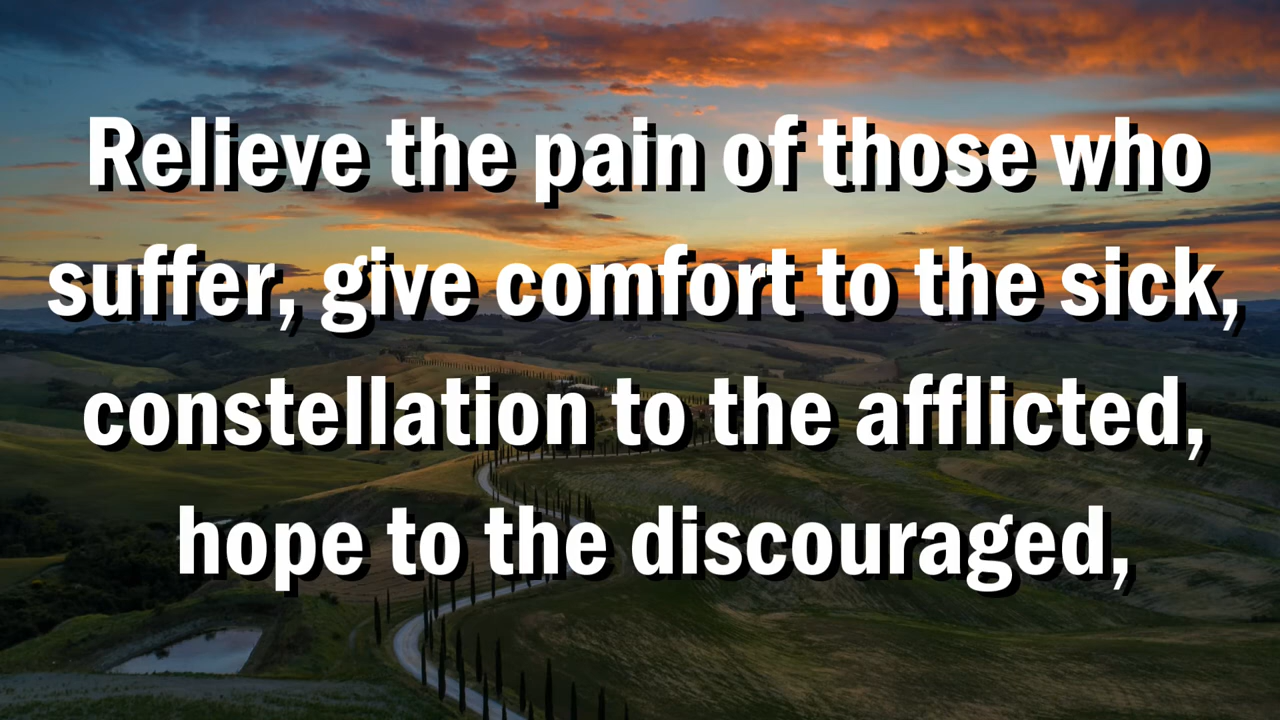 Relieve the pain of those who
suffer, give comfort to the sick,
constellation to the afflicted,
hope to the discouraged,